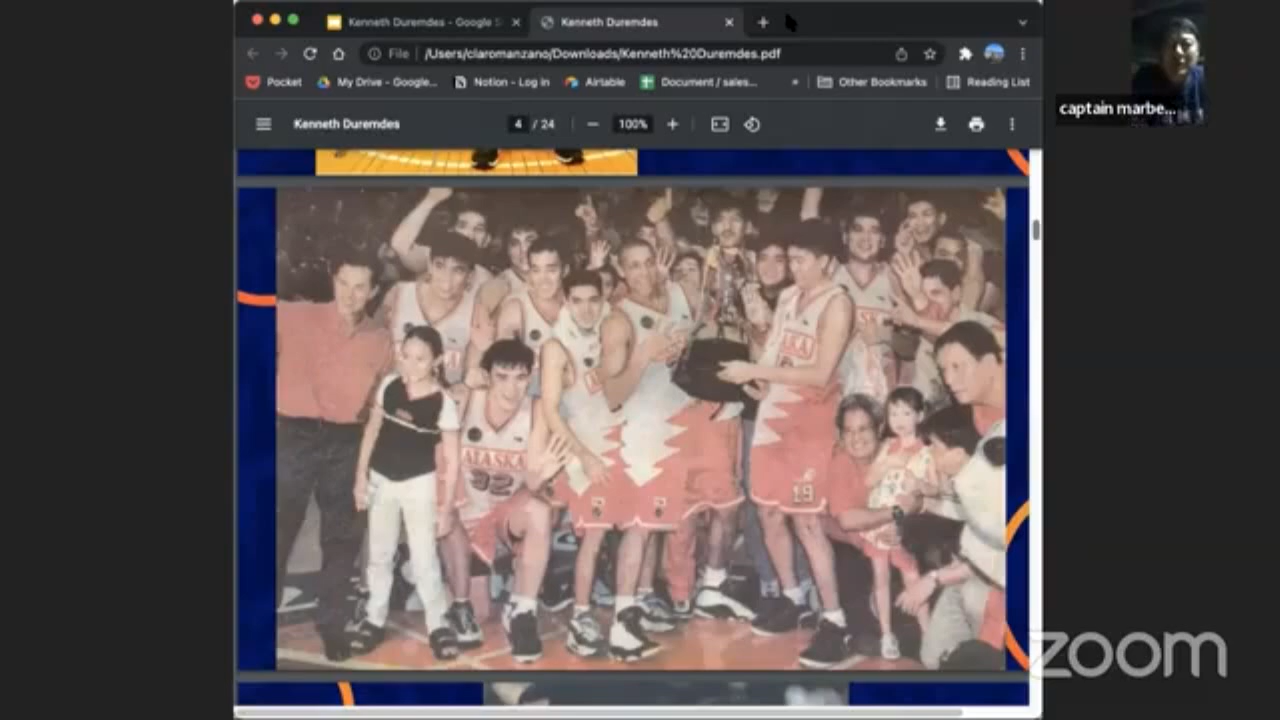 Kenneth Duremdes - Google S
Kenneth Duremdes
File /Users/claromanzano/Downloads/Kenneth%20Duremdes.pdf
Pocket My Drive - Google... Notion - Log in Airtable Document / sales... » Other Bookmarks Reading List
Kenneth Duremdes 4 / 24 100%
captain marbe...
ALASKA
32
19
zoom